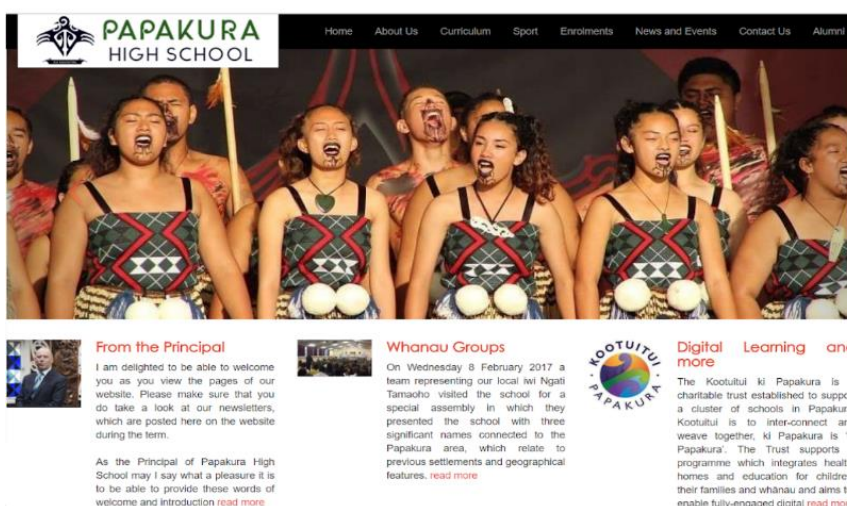 PAPAKURA
HIGH SCHOOL
Home About Us Curriculum Sport Enrolments News and Events Contact Us Alumni
From the Principal
I am delighted to be able to welcome
you as you view the pages of our
website. Please make sure that you
do take a look at our newsletters,
which are posted here on the website
during the term.
As the Principal of Papakura High
School may I say what a pleasure it is
to be able to provide these words of
welcome and introduction read more
Whanau Groups
On Wednesday 8 February 2017 a
team representing our local iwi Ngati
Tamaoho visited the school for a
special assembly in which they
presented the school with three
significant names connected to the
Papakura area, which relate to
previous settlements and geographical
features. read more
KOOTUITUI
PAPAKURA
Digital Learning and
more
The Kootuitui ki Papakura is
charitable trust established to suppo
a cluster of schools in Papakur
Kootuitui is to inter-connect an
weave together, ki Papakura is '
Papakura'. The Trust supports
programme which integrates healt
homes and education for childre
their families and whānau and aims t
enable fully-engaged digital read mor